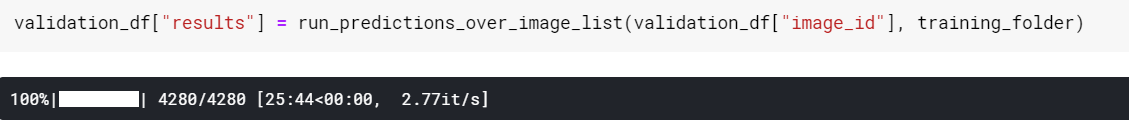 validation_df["results"] = run_predictions_over_image_list(validation_df["image_id"], training_folder)
100%|██████████| 4280/4280 [25:44<00:00,  2.77it/s]